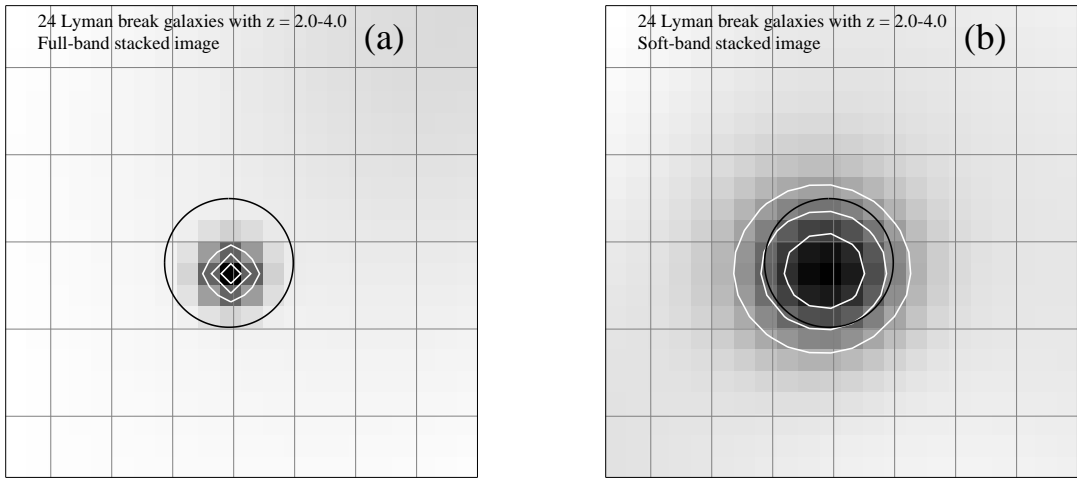 24 Lyman break galaxies with z = 2.0-4.0
Full-band stacked image
(a)
24 Lyman break galaxies with z = 2.0-4.0
Soft-band stacked image
(b)